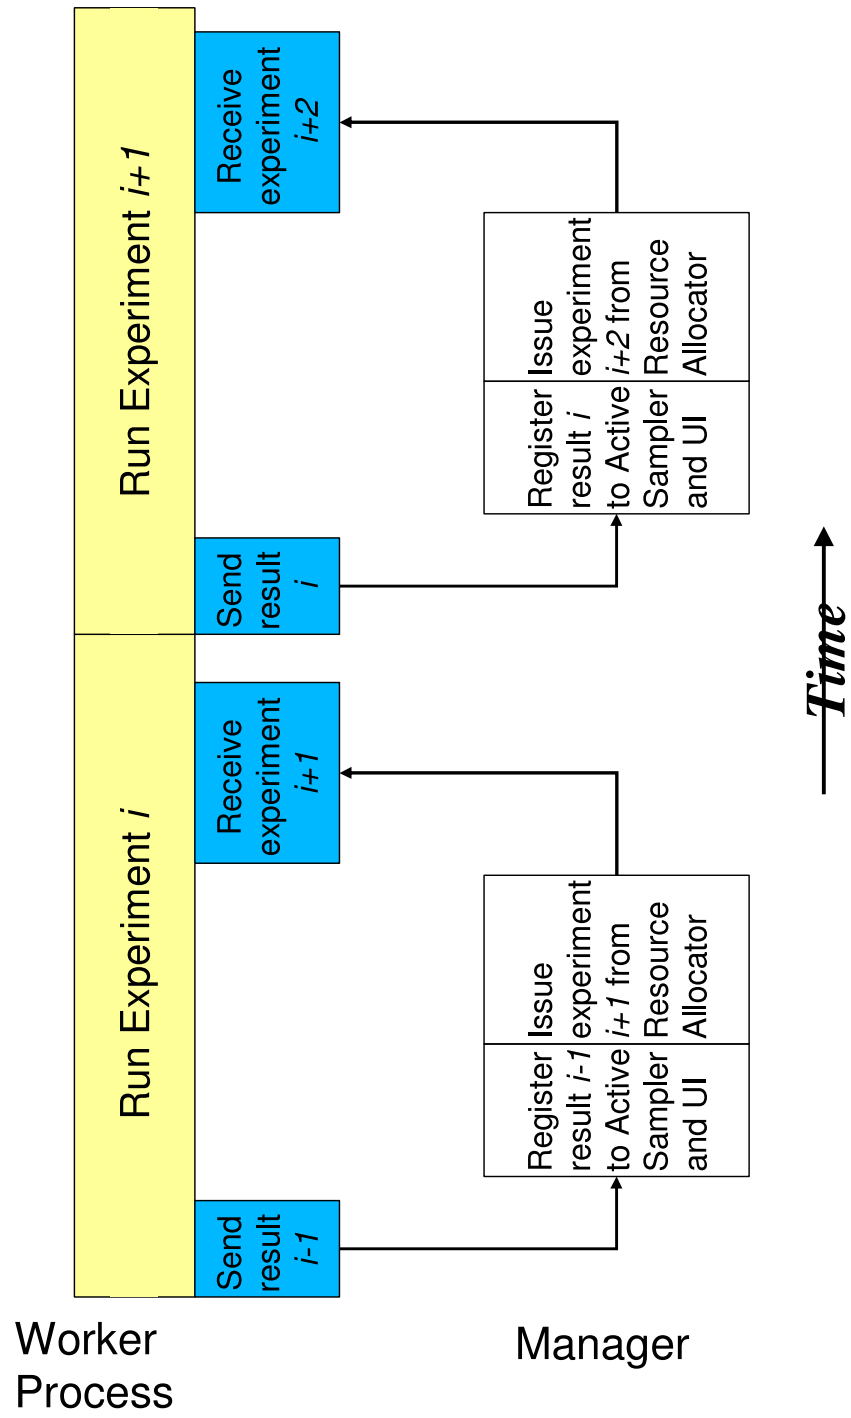 Run Experiment i
Run Experiment i+1
Send
result
i-1
Receive
experiment
i+1
Send
result
i
Receive
experiment
i+2
Register
result i-1
to Active
Sampler
and UI
Issue
experiment
i+1 from
Resource
Allocator
Register
result i
to Active
Sampler
and UI
Issue
experiment
i+2 from
Resource
Allocator
Time
Worker
Process
Manager